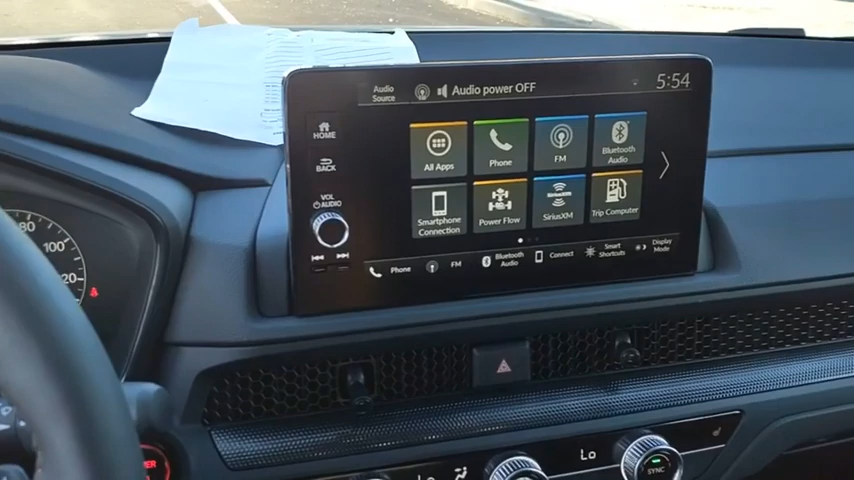 Audio
Source
Audio power OFF
5:54
HOME
BACK
VOL
AUDIO
All Apps
Phone
FM
Bluetooth
Audio
Smartphone
Connection
Power Flow
SiriusXM
SiriusXM
Trip Computer
Phone
FM
Bluetooth
Audio
Connect
Smart
Shortcuts
Display
Mode
80
100
120
Lo
Lo
SYNC